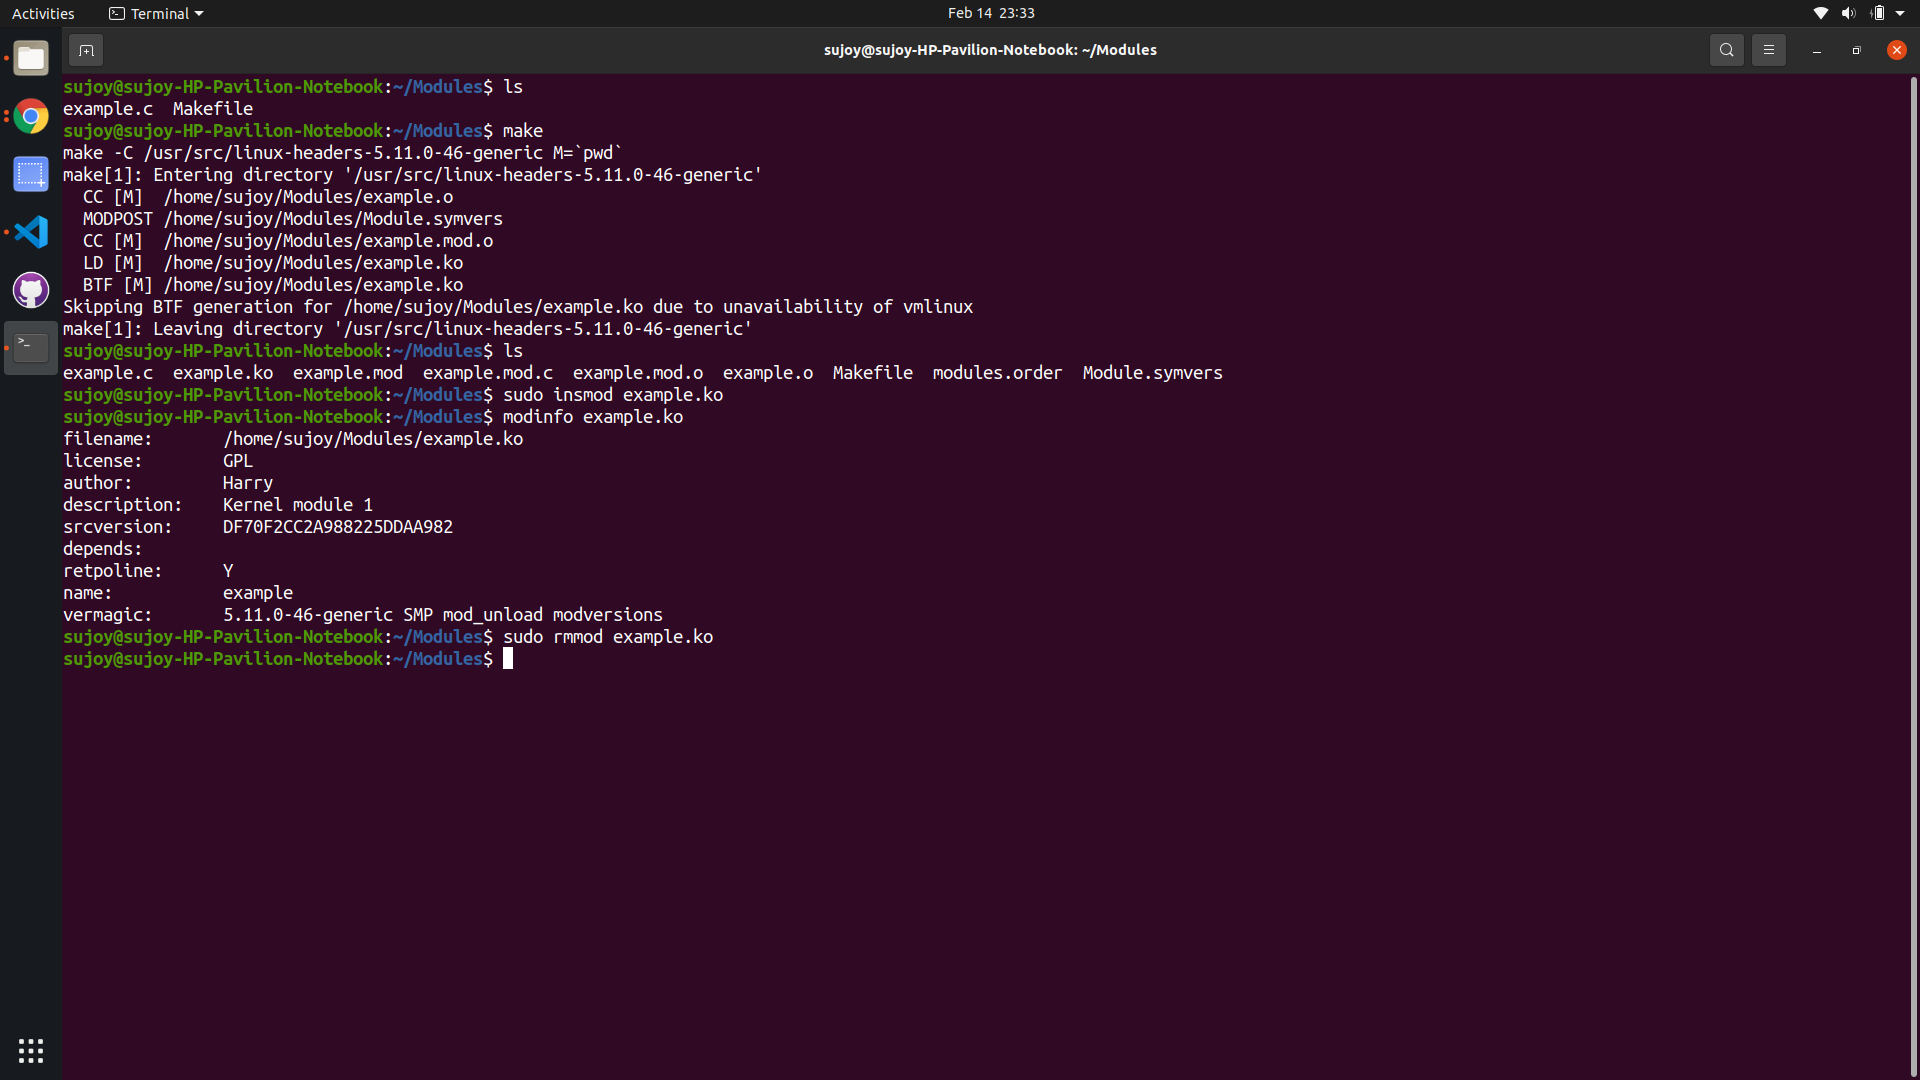 Activities Terminal Feb 14 23:33
sujoy@sujoy-HP-Pavilion-Notebook: ~/Modules
sujoy@sujoy-HP-Pavilion-Notebook:~/Modules$ ls
example.c  Makefile
sujoy@sujoy-HP-Pavilion-Notebook:~/Modules$ make
make -C /usr/src/linux-headers-5.11.0-46-generic M=`pwd`
make[1]: Entering directory '/usr/src/linux-headers-5.11.0-46-generic'
  CC [M]  /home/sujoy/Modules/example.o
  MODPOST /home/sujoy/Modules/Module.symvers
  CC [M]  /home/sujoy/Modules/example.mod.o
  LD [M]  /home/sujoy/Modules/example.ko
  BTF [M] /home/sujoy/Modules/example.ko
Skipping BTF generation for /home/sujoy/Modules/example.ko due to unavailability of vmlinux
make[1]: Leaving directory '/usr/src/linux-headers-5.11.0-46-generic'
sujoy@sujoy-HP-Pavilion-Notebook:~/Modules$ ls
example.c  example.ko  example.mod  example.mod.c  example.mod.o  example.o  Makefile  modules.order  Module.symvers
sujoy@sujoy-HP-Pavilion-Notebook:~/Modules$ sudo insmod example.ko
sujoy@sujoy-HP-Pavilion-Notebook:~/Modules$ modinfo example.ko
filename:       /home/sujoy/Modules/example.ko
license:        GPL
author:         Harry
description:    Kernel module 1
srcversion:     DF70F2CC2A988225DDAA982
depends:
retpoline:      Y
name:           example
vermagic:       5.11.0-46-generic SMP mod_unload modversions
sujoy@sujoy-HP-Pavilion-Notebook:~/Modules$ sudo rmmod example.ko
sujoy@sujoy-HP-Pavilion-Notebook:~/Modules$